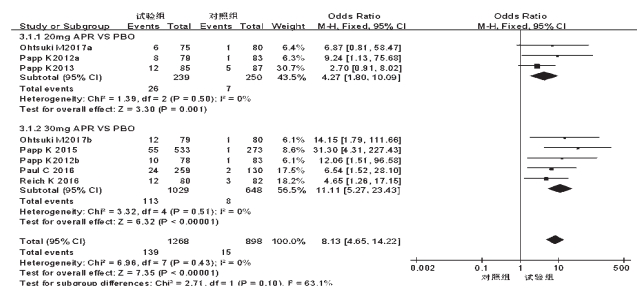 试验组 对照组 Odds Ratio Odds Ratio
Study or Subgroup Events Total Events Total Weight M-H, Fixed, 95% CI M-H, Fixed, 95% CI
3.1.1 20mg APR VS PBO
Ohtsuki M2017a 6 75 1 80 6.4% 6.87 [0.81, 58.47]
Papp K2012a 8 78 1 83 6.6% 9.24 [1.13, 75.68]
Papp K2013 12 85 5 87 30.7% 2.70 [0.91, 8.02]
Subtotal (95% CI) 239 250 43.5% 4.27 [1.80, 10.09]
Total events 26 7
Heterogeneity: Chi² = 1.39, df = 2 (P = 0.50); I² = 0%
Test for overall effect: Z = 3.30 (P = 0.001)
3.1.2 30mg APR VS PBO
Ohtsuki M2017b 12 79 1 80 6.1% 14.15 [1.79, 111.66]
Papp K 2015 55 533 1 273 9.0% 31.30 [4.31, 227.43]
Papp K2012b 10 78 1 83 6.6% 12.06 [1.51, 96.58]
Paul C 2016 24 259 2 130 17.5% 6.54 [1.52, 28.10]
Reich K 2016 12 80 3 82 18.2% 4.65 [1.26, 17.15]
Subtotal (95% CI) 1029 648 56.5% 11.11 [5.27, 23.43]
Total events 113 8
Heterogeneity: Chi² = 3.32, df = 4 (P = 0.51); I² = 0%
Test for overall effect: Z = 6.32 (P < 0.00001)
Total (95% CI) 1268 898 100.0% 8.13 [4.65, 14.22]
Total events 139 15
Heterogeneity: Chi² = 6.96, df = 7 (P = 0.43); I² = 0%
Test for overall effect: Z = 7.35 (P < 0.00001)
Test for subgroup differences: Chi² = 2.71, df = 1 (P = 0.10), I² = 63.1%
0.002 0.1 1 10 500
对照组 试验组